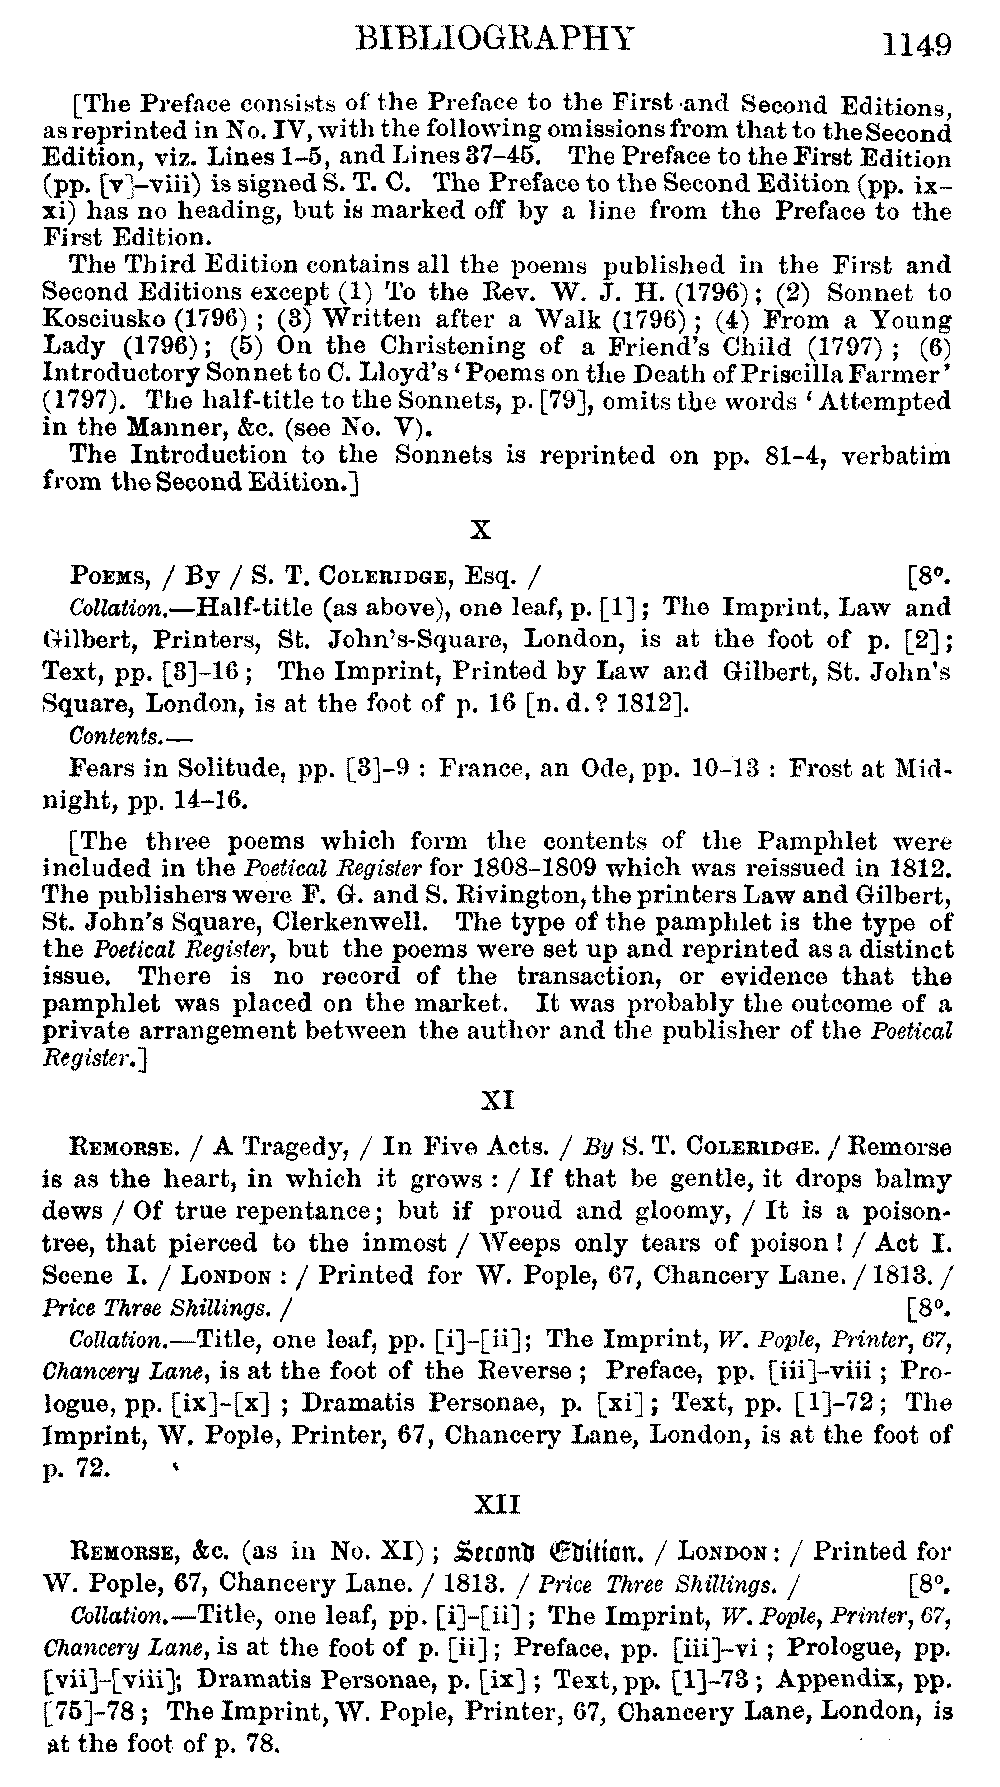 BIBLIOGRAPHY 1149
[The Preface consists of the Preface to the First and Second Editions,
as reprinted in No. IV, with the following omissions from that to the Second
Edition, viz. Lines 1–5, and Lines 37–45. The Preface to the First Edition
(pp. [v]–viii) is signed S. T. C. The Preface to the Second Edition (pp. ix–
xi) has no heading, but is marked off by a line from the Preface to the
First Edition.
The Third Edition contains all the poems published in the First and
Second Editions except (1) To the Rev. W. J. H. (1796); (2) Sonnet to
Kosciusko (1796); (3) Written after a Walk (1796); (4) From a Young
Lady (1796); (5) On the Christening of a Friend's Child (1797); (6)
Introductory Sonnet to C. Lloyd's 'Poems on the Death of Priscilla Farmer'
(1797). The half-title to the Sonnets, p. [79], omits the words 'Attempted
in the Manner, &c. (see No. V).
The Introduction to the Sonnets is reprinted on pp. 81–4, verbatim
from the Second Edition.]
X
POEMS, / By / S. T. COLERIDGE, Esq. / [8º.
Collation.—Half-title (as above), one leaf, p. [1]; The Imprint, Law and
Gilbert, Printers, St. John's-Square, London, is at the foot of p. [2];
Text, pp. [3]–16; The Imprint, Printed by Law and Gilbert, St. John's
Square, London, is at the foot of p. 16 [n. d. ? 1812].
Contents.—
Fears in Solitude, pp. [3]–9 : France, an Ode, pp. 10–13 : Frost at Mid-
night, pp. 14–16.
[The three poems which form the contents of the Pamphlet were
included in the Poetical Register for 1808–1809 which was reissued in 1812.
The publishers were F. G. and S. Rivington, the printers Law and Gilbert,
St. John's Square, Clerkenwell. The type of the pamphlet is the type of
the Poetical Register, but the poems were set up and reprinted as a distinct
issue. There is no record of the transaction, or evidence that the
pamphlet was placed on the market. It was probably the outcome of a
private arrangement between the author and the publisher of the Poetical
Register.]
XI
REMORSE. / A Tragedy, / In Five Acts. / By S. T. COLERIDGE. / Remorse
is as the heart, in which it grows : / If that be gentle, it drops balmy
dews / Of true repentance; but if proud and gloomy, / It is a poison-
tree, that pierced to the inmost / Weeps only tears of poison! / Act I.
Scene I. / LONDON : / Printed for W. Pople, 67, Chancery Lane. / 1813. /
Price Three Shillings. / [8º.
Collation.—Title, one leaf, pp. [i]–[ii]; The Imprint, W. Pople, Printer, 67,
Chancery Lane, is at the foot of the Reverse; Preface, pp. [iii]–viii; Pro-
logue, pp. [ix]–[x] ; Dramatis Personae, p. [xi]; Text, pp. [1]–72; The
Imprint, W. Pople, Printer, 67, Chancery Lane, London, is at the foot of
p. 72.
XII
REMORSE, &c. (as in No. XI); Second Edition. / LONDON : / Printed for
W. Pople, 67, Chancery Lane. / 1813. / Price Three Shillings. / [8º.
Collation.—Title, one leaf, pp. [i]–[ii]; The Imprint, W. Pople, Printer, 67,
Chancery Lane, is at the foot of p. [ii]; Preface, pp. [iii]–vi; Prologue, pp.
[vii]–[viii]; Dramatis Personae, p. [ix]; Text, pp. [1]–73; Appendix, pp.
[75]–78; The Imprint, W. Pople, Printer, 67, Chancery Lane, London, is
at the foot of p. 78.